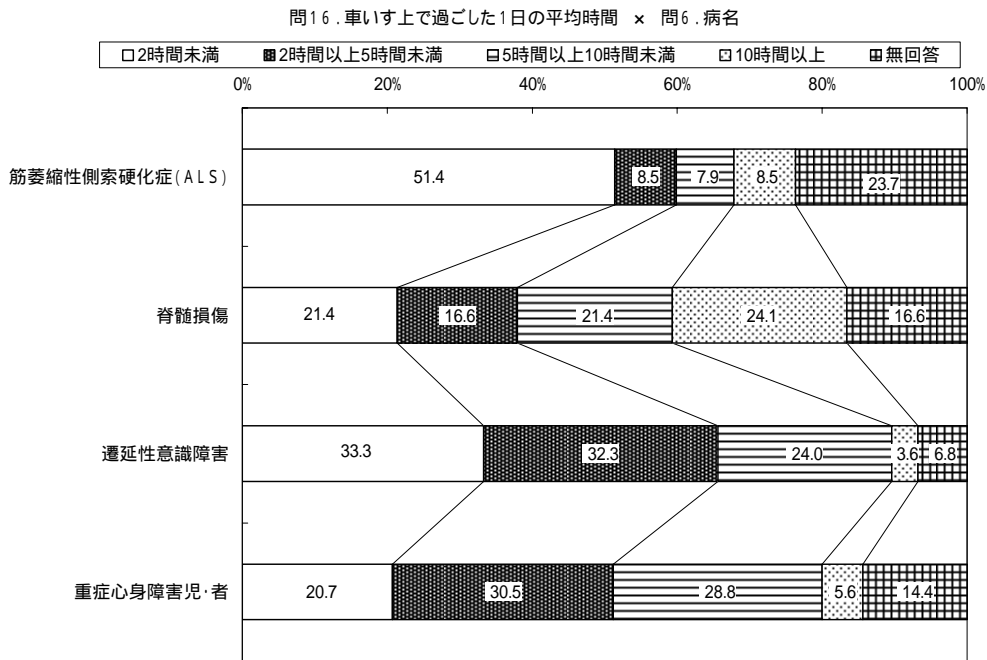 問16.車いす上で過ごした1日の平均時間 × 問6.病名
2時間未満 2時間以上5時間未満 5時間以上10時間未満 10時間以上 無回答
0% 20% 40% 60% 80% 100%
筋萎縮性側索硬化症(ALS) 51.4 8.5 7.9 8.5 23.7
脊髄損傷 21.4 16.6 21.4 24.1 16.6
遷延性意識障害 33.3 32.3 24.0 3.6 6.8
重症心身障害児・者 20.7 30.5 28.8 5.6 14.4